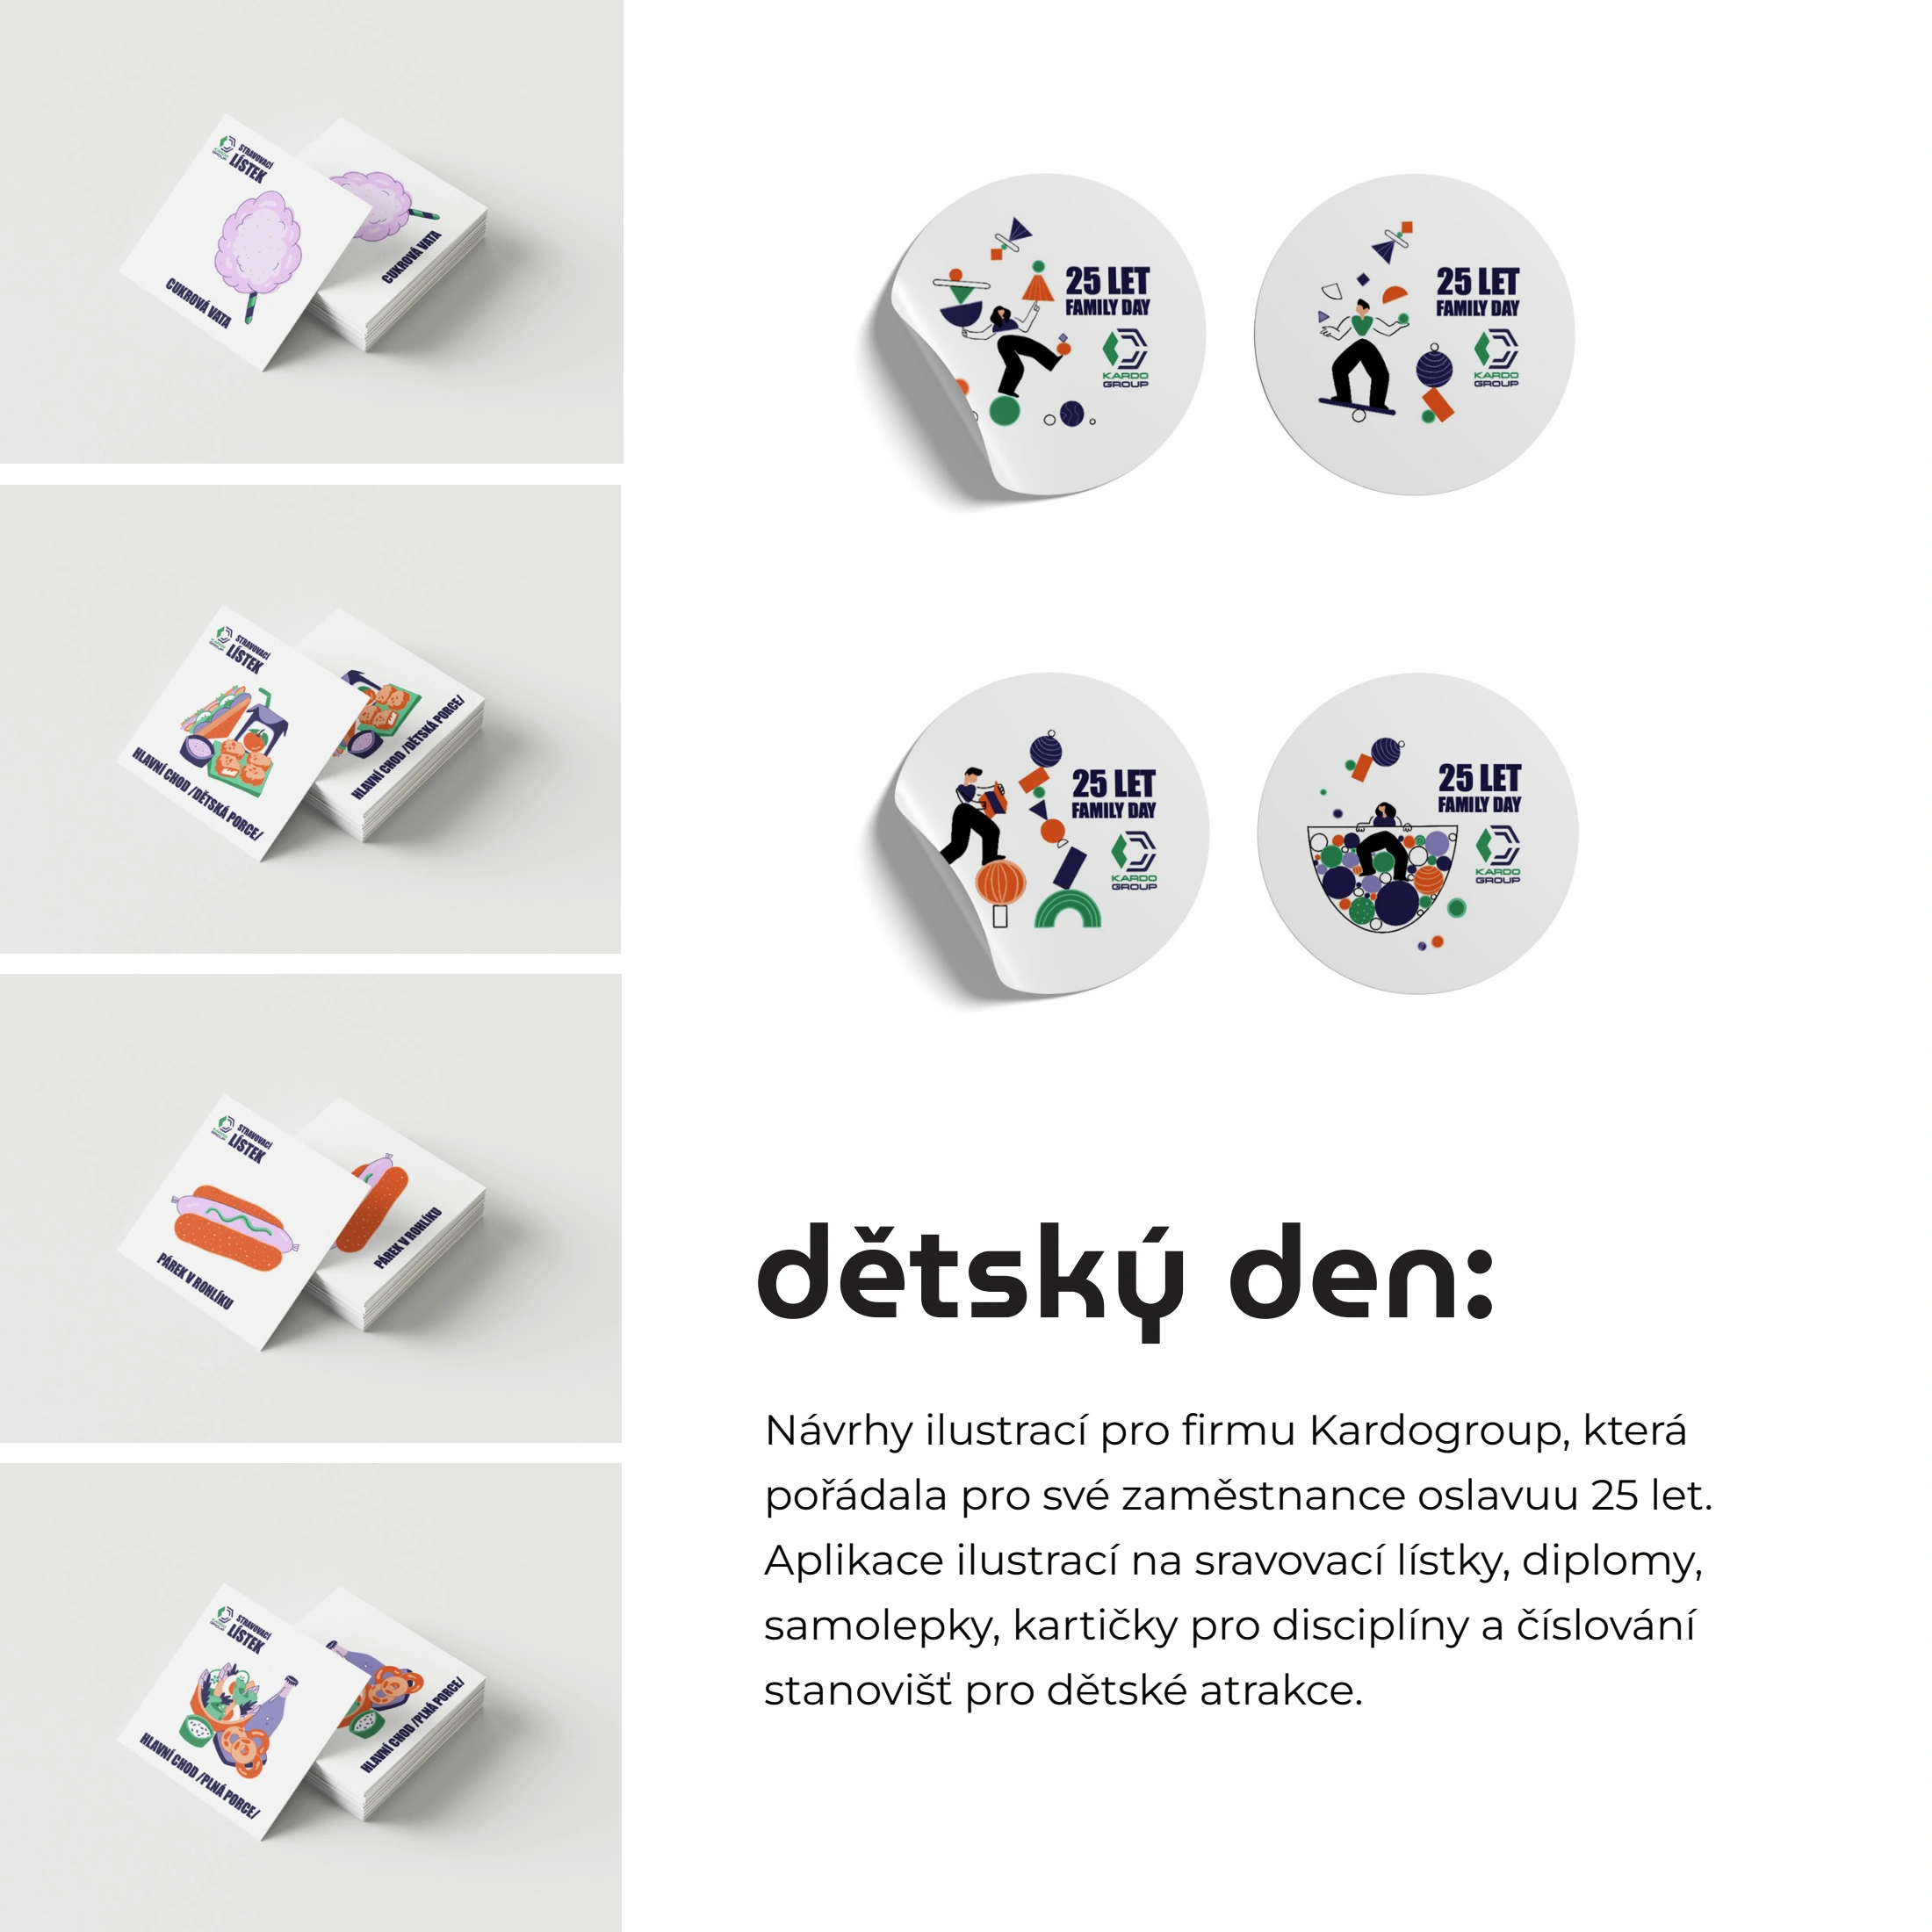 STRAVOVACÍ
LÍSTEK
KARDO
GROUP
CUKROVÁ VATA
CUKROVÁ VATA
STRAVOVACÍ
LÍSTEK
HLAVNÍ CHOD /DĚTSKÁ PORCE/
HLAVNÍ CHOD /DĚTSKÁ PORCE/
STRAVOVACÍ
LÍSTEK
PÁREK V ROHLÍKU
PÁREK V ROHLÍKU
STRAVOVACÍ
LÍSTEK
HLAVNÍ CHOD /PLNÁ PORCE/
HLAVNÍ CHOD /PLNÁ PORCE/
25 LET
FAMILY DAY
KARDO
GROUP
25 LET
FAMILY DAY
KARDO
GROUP
25 LET
FAMILY DAY
KARDO
GROUP
25 LET
FAMILY DAY
KARDO
GROUP
dětský den:
Návrhy ilustrací pro firmu Kardogroup, která
pořádala pro své zaměstnance oslavuu 25 let.
Aplikace ilustrací na sravovací lístky, diplomy,
samolepky, kartičky pro disciplíny a číslování
stanovišť pro dětské atrakce.